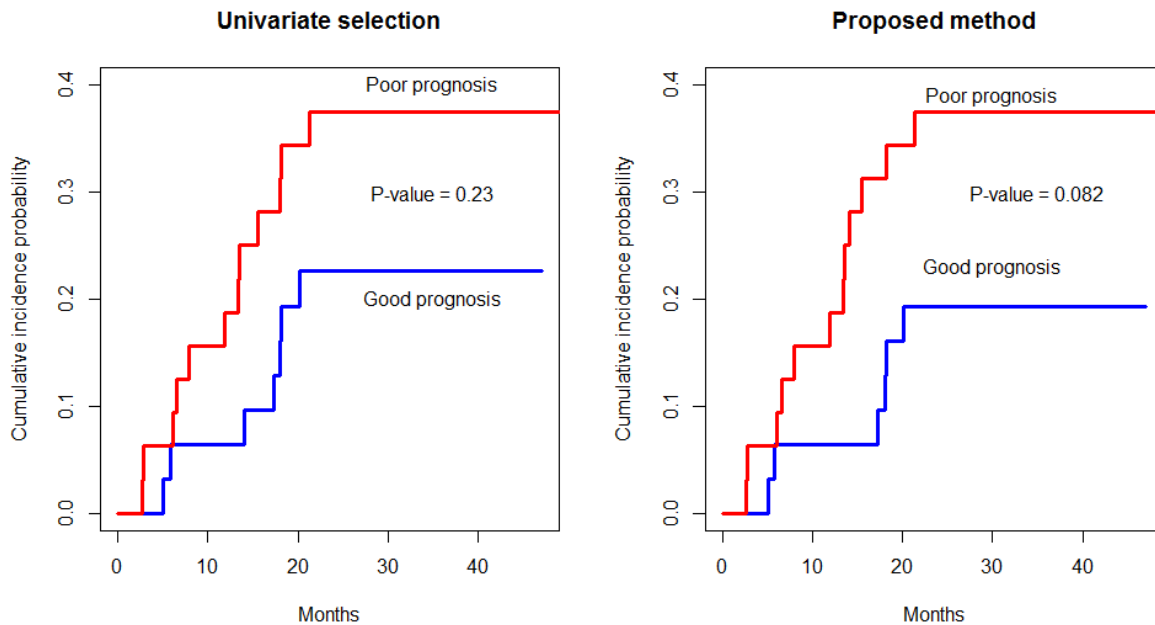 Univariate selection
Cumulative incidence probability
0.4
0.3
0.2
0.1
0.0
Poor prognosis
P-value = 0.23
Good prognosis
0 10 20 30 40
Months
Proposed method
Cumulative incidence probability
0.4
0.3
0.2
0.1
0.0
Poor prognosis
P-value = 0.082
Good prognosis
0 10 20 30 40
Months